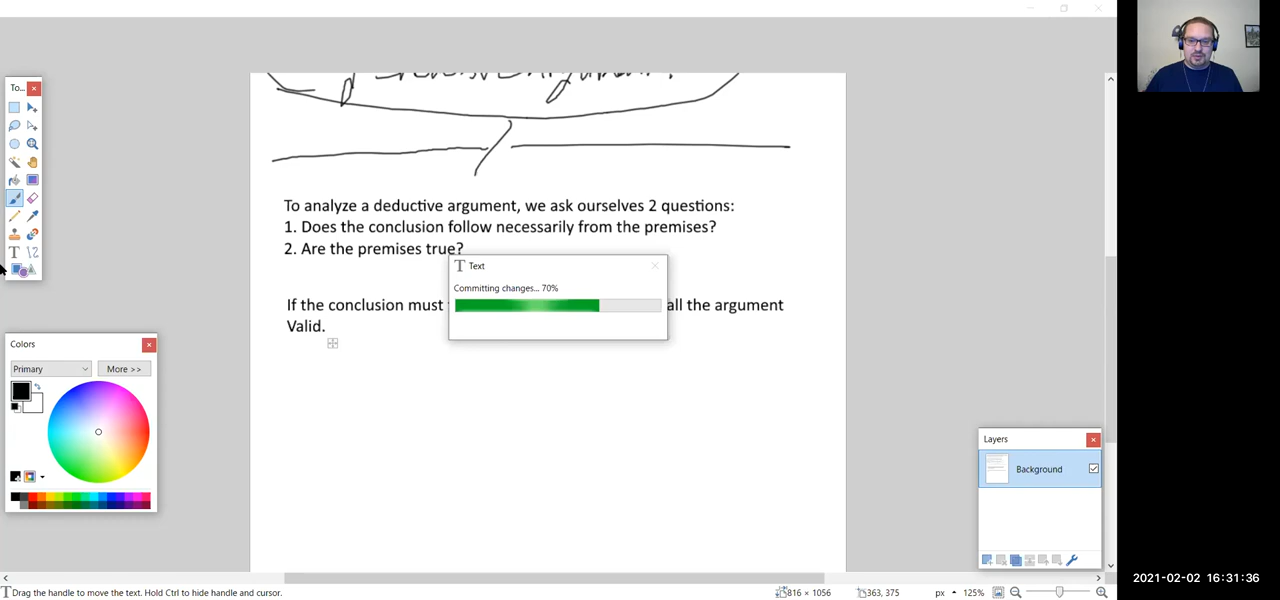 To...
To analyze a deductive argument, we ask ourselves 2 questions:
1. Does the conclusion follow necessarily from the premises?
2. Are the premises true?
Text
Committing changes... 70%
If the conclusion must
all the argument
Valid.
Colors
Primary
More >>
Layers
Background
Drag the handle to move the text. Hold Ctrl to hide handle and cursor.
816 × 1056
363, 375
px
125%
2021-02-02 16:31:36